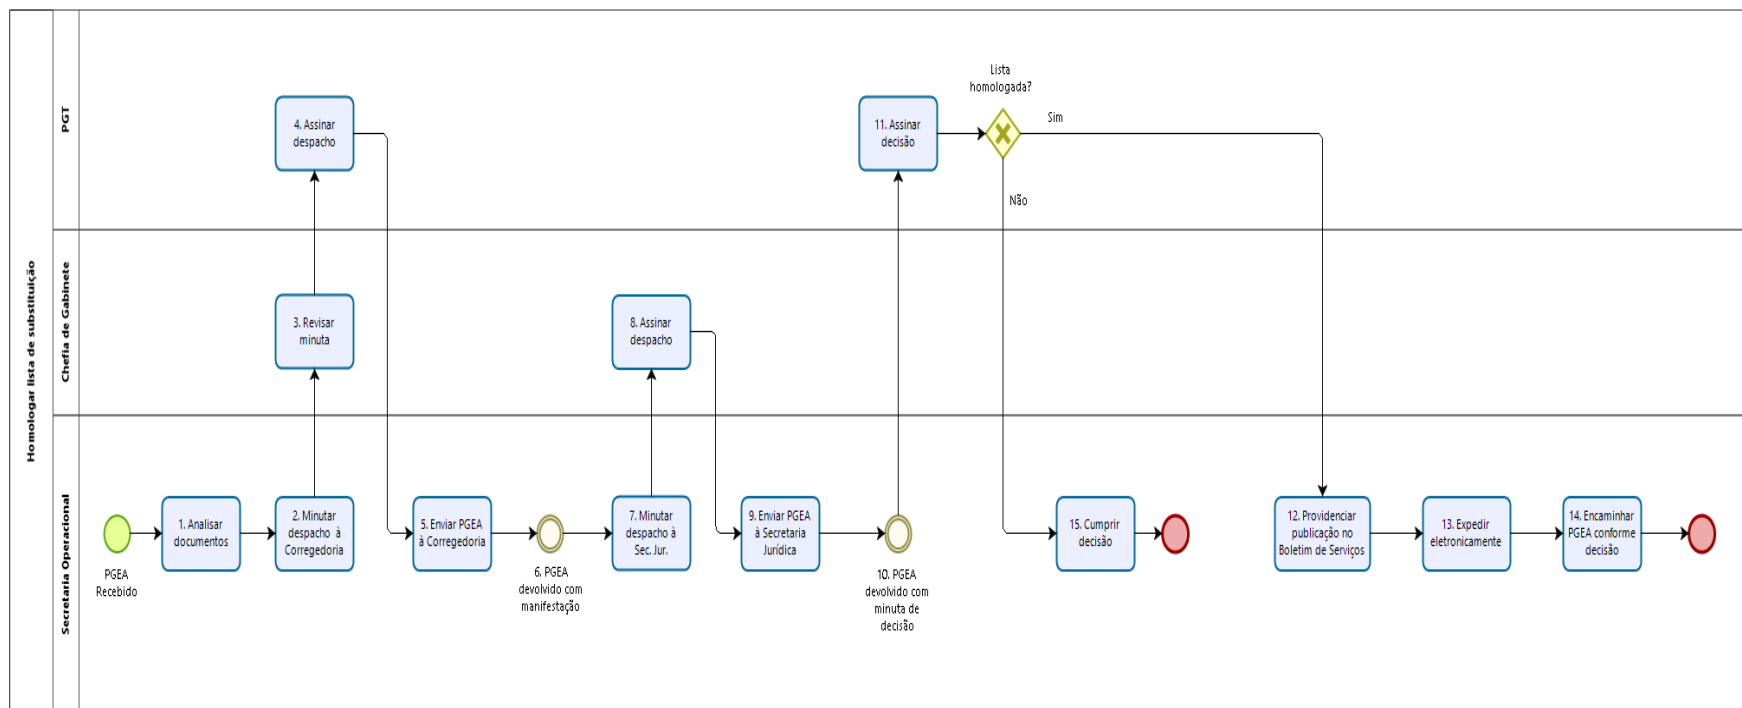 Homologar lista de substituição
PGT
Chefia de Gabinete
Secretaria Operacional
PGEA
Recebido
1. Analisar
documentos
2. Minutar
despacho à
Corregedoria
3. Revisar
minuta
4. Assinar
despacho
5. Enviar PGEA
à Corregedoria
6. PGEA
devolvido com
manifestação
7. Minutar
despacho à
Sec. Jur.
8. Assinar
despacho
9. Enviar PGEA
à Secretaria
Jurídica
10. PGEA
devolvido com
minuta de
decisão
11. Assinar
decisão
Lista
homologada?
Sim
Não
15. Cumprir
decisão
12. Providenciar
publicação no
Boletim de Serviços
13. Expedir
eletronicamente
14. Encaminhar
PGEA conforme
decisão